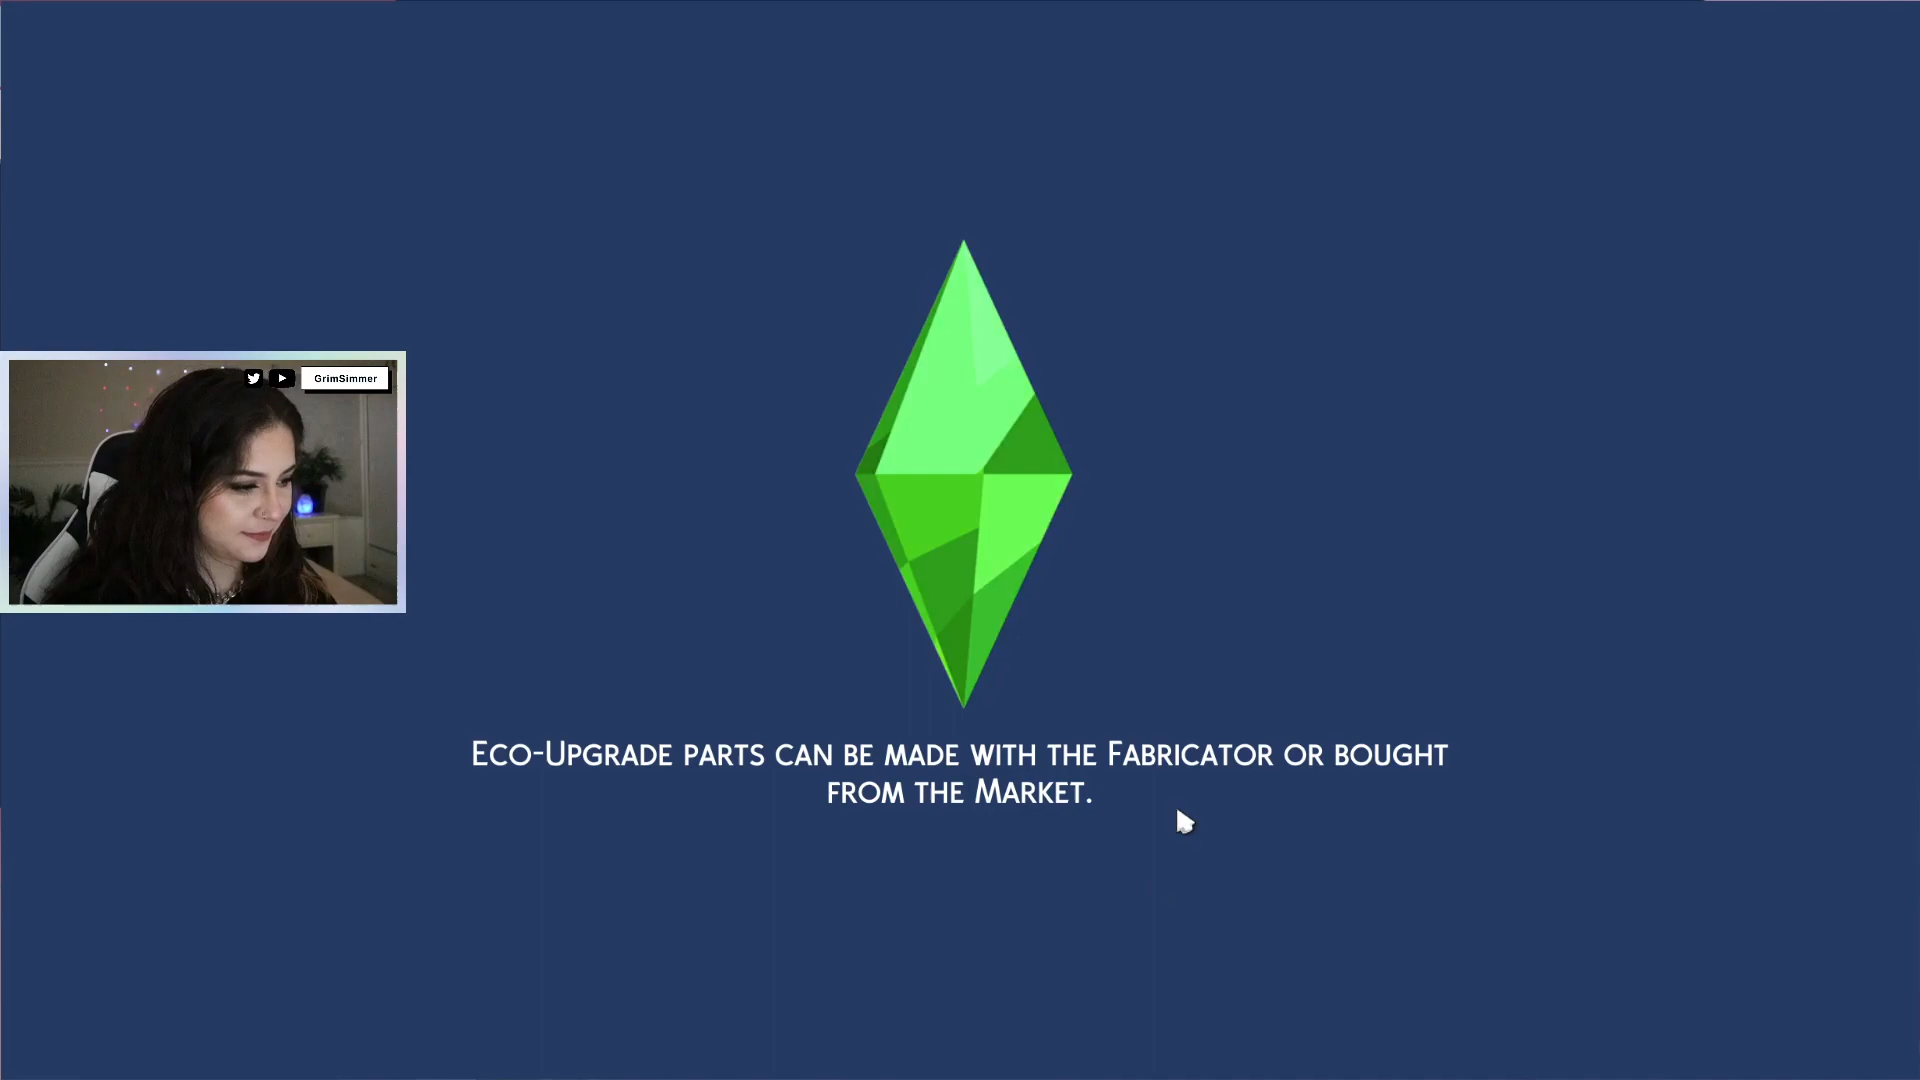 GrimSimmer
Eco-Upgrade parts can be made with the Fabricator or bought
from the Market.